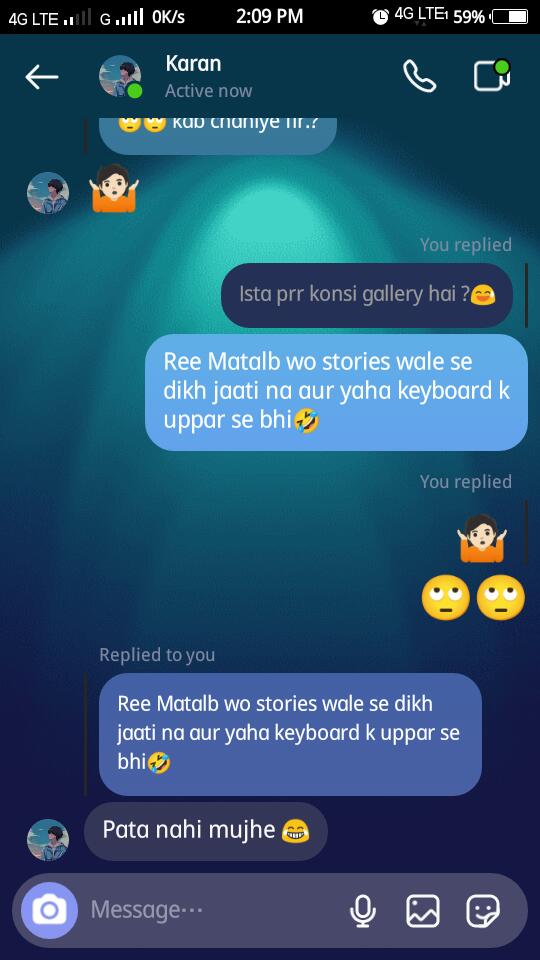 4G LTE G 0K/s 2:09 PM 4G LTE 59%
Karan
Active now
🥺🥺 kab chahiye fir.?
🤷🏻
You replied
Ista prr konsi gallery hai ?😅
Ree Matalb wo stories wale se
dikh jaati na aur yaha keyboard k
uppar se bhi🤣
You replied
🤷🏻
🙄🙄
Replied to you
Ree Matalb wo stories wale se dikh
jaati na aur yaha keyboard k uppar se
bhi🤣
Pata nahi mujhe 😂
Message···